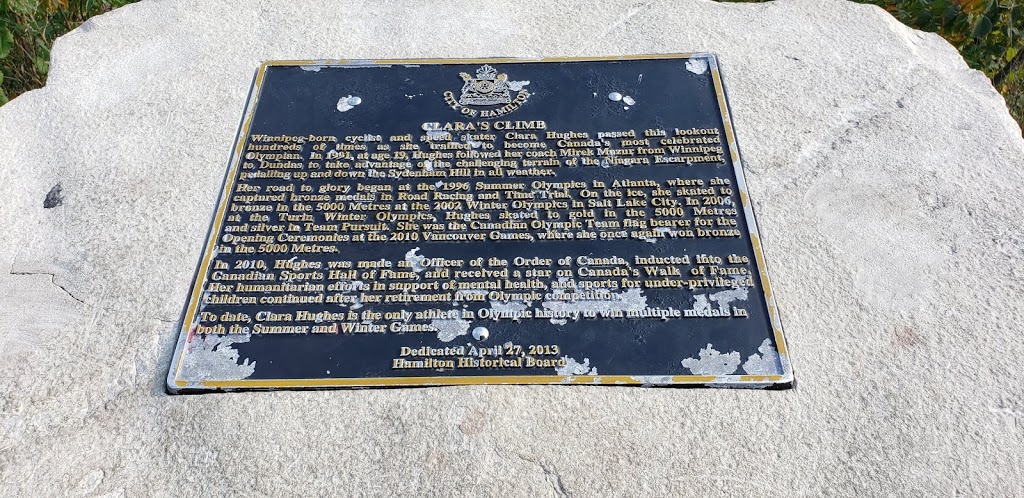 CITY OF HAMILTON
CLARA'S CLIMB
Winnipeg-born cyclist and speed skater Clara Hughes passed this lookout
hundreds of times as she trained to become Canada's most celebrated
Olympian. In 1991, at age 19, Hughes followed her coach Mirek Mazur from Winnipeg
to Dundas to take advantage of the challenging terrain of the Niagara Escarpment,
pedalling up and down the Sydenham Hill in all weather.
Her road to glory began at the 1996 Summer Olympics in Atlanta, where she
captured bronze medals in Road Racing and Time Trial. On the ice, she skated to
bronze in the 5000 Metres at the 2002 Winter Olympics in Salt Lake City. In 2006,
at the Turin Winter Olympics, Hughes skated to gold in the 5000 Metres
and silver in Team Pursuit. She was the Canadian Olympic Team flag bearer for the
Opening Ceremonies at the 2010 Vancouver Games, where she once again won bronze
in the 5000 Metres.
In 2010, Hughes was made an Officer of the Order of Canada, inducted into the
Canadian Sports Hall of Fame, and received a star on Canada's Walk of Fame.
Her humanitarian efforts in support of mental health, and sports for under-privileged
children continued after her retirement from Olympic competition.
To date, Clara Hughes is the only athlete in Olympic history to win multiple medals in
both the Summer and Winter Games.
Dedicated April 27, 2013
Hamilton Historical Board